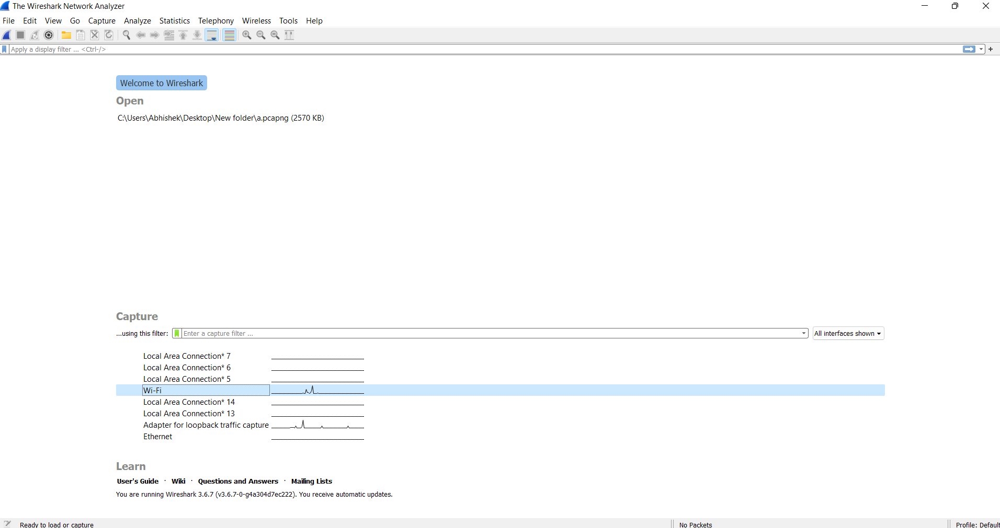 The Wireshark Network Analyzer
File Edit View Go Capture Analyze Statistics Telephony Wireless Tools Help
Apply a display filter ... <Ctrl-/>
Welcome to Wireshark
Open
C:\Users\Abhishek\Desktop\New folder\a.pcapng (2570 KB)
Capture
...using this filter: Enter a capture filter ... All interfaces shown
Local Area Connection* 7
Local Area Connection* 6
Local Area Connection* 5
Wi-Fi
Local Area Connection* 14
Local Area Connection* 13
Adapter for loopback traffic capture
Ethernet
Learn
User's Guide · Wiki · Questions and Answers · Mailing Lists
You are running Wireshark 3.6.7 (v3.6.7-0-g4a304d7ec222). You receive automatic updates.
Ready to load or capture No Packets Profile: Default